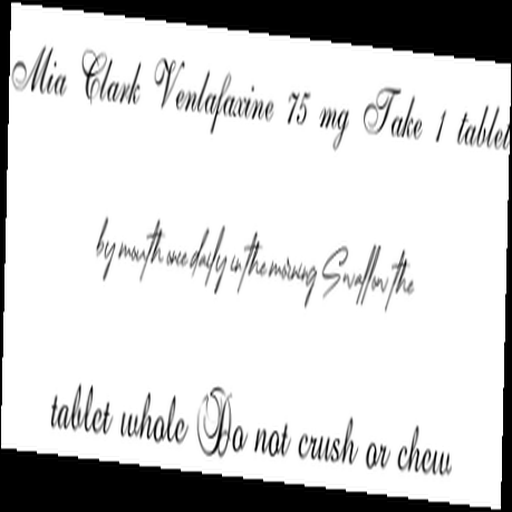 Mia Clark Venlafaxine 75 mg Take 1 tablet
by mouth once daily in the morning Swallow the
tablet whole Do not crush or chew